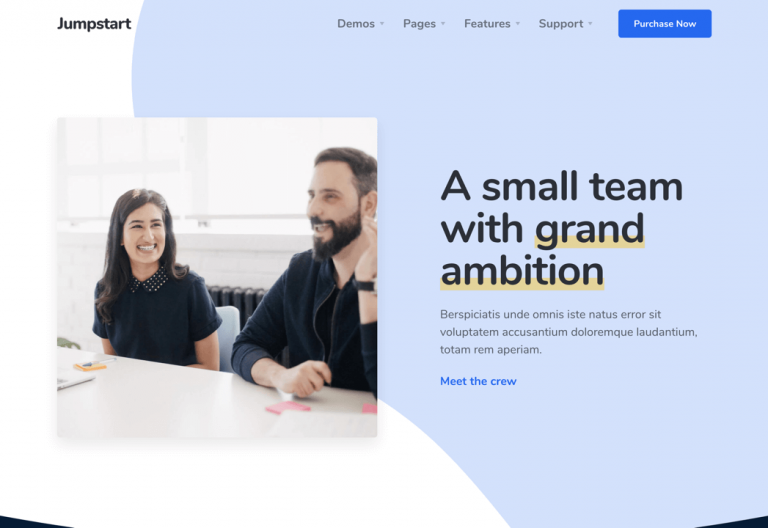 Jumpstart
Demos Pages Features Support Purchase Now
A small team
with grand
ambition
Berspiciatis unde omnis iste natus error sit
voluptatem accusantium doloremque laudantium,
totam rem aperiam.
Meet the crew